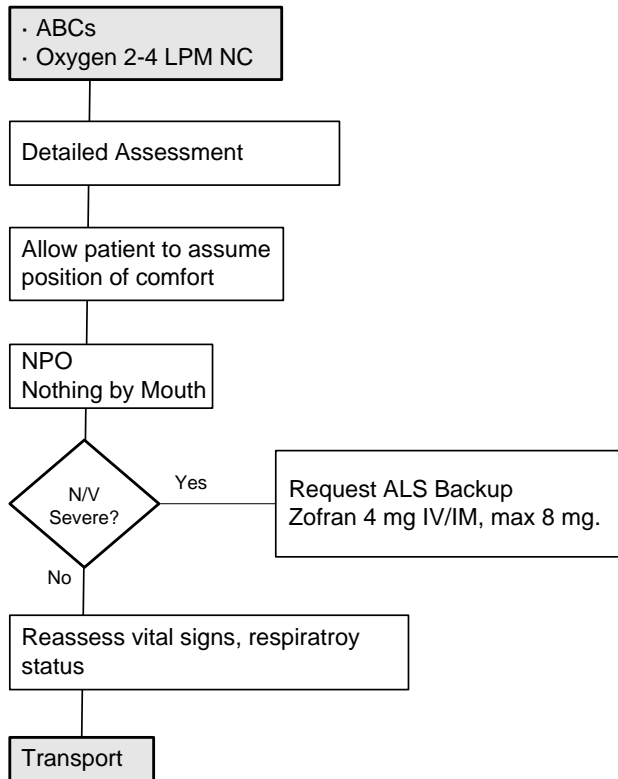 · ABCs
· Oxygen 2-4 LPM NC
Detailed Assessment
Allow patient to assume
position of comfort
NPO
Nothing by Mouth
N/V
Severe?
Yes
Request ALS Backup
Zofran 4 mg IV/IM, max 8 mg.
No
Reassess vital signs, respiratroy
status
Transport